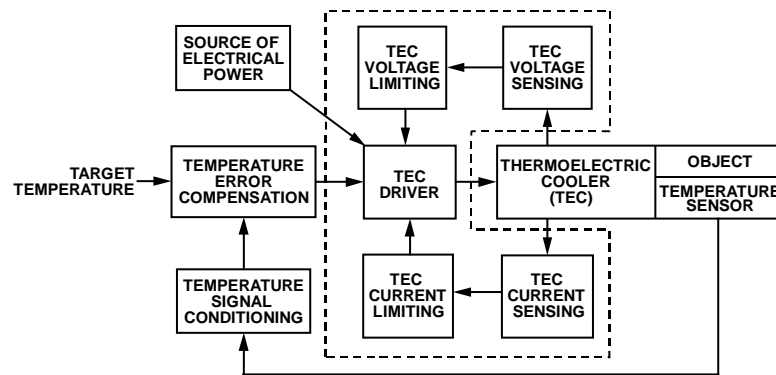 SOURCE OF
ELECTRICAL
POWER
TEC
VOLTAGE
LIMITING
TEC
VOLTAGE
SENSING
TARGET
TEMPERATURE
TEMPERATURE
ERROR
COMPENSATION
TEC
DRIVER
THERMOELECTRIC
COOLER
(TEC)
OBJECT
TEMPERATURE
SENSOR
TEMPERATURE
SIGNAL
CONDITIONING
TEC
CURRENT
LIMITING
TEC
CURRENT
SENSING